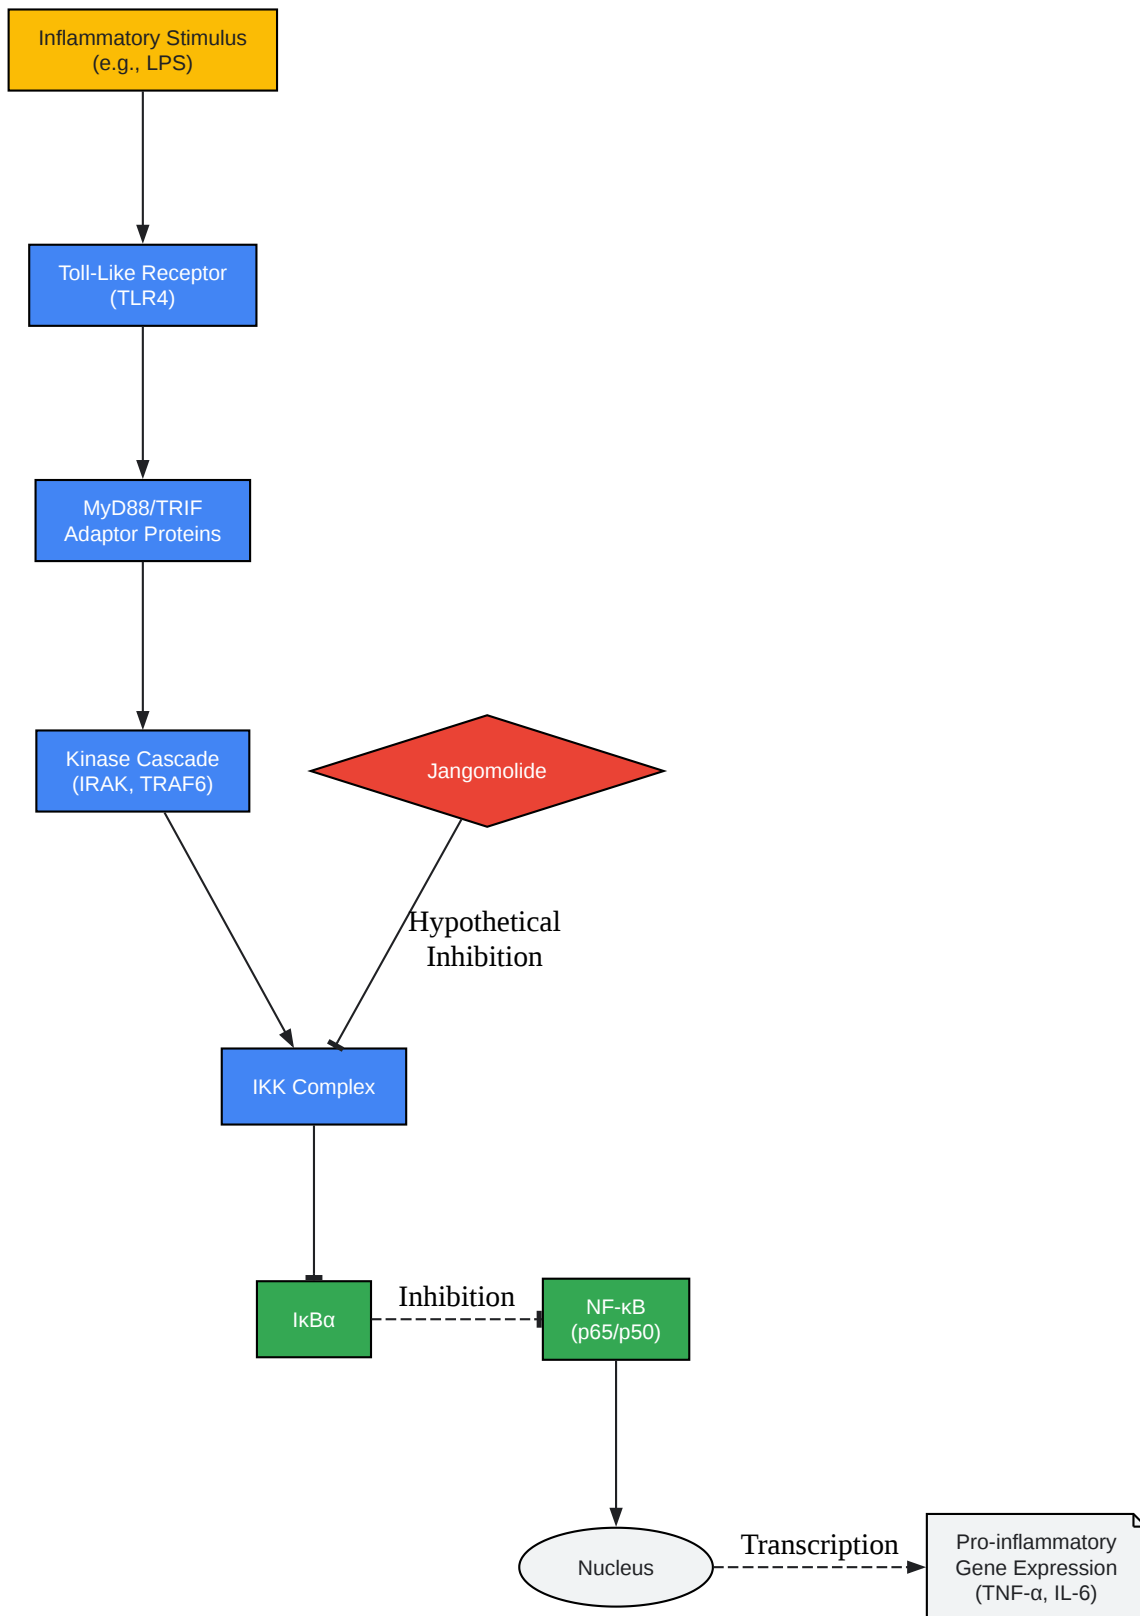 Inflammatory Stimulus
(e.g., LPS)
Toll-Like Receptor
(TLR4)
MyD88/TRIF
Adaptor Proteins
Kinase Cascade
(IRAK, TRAF6)
Jangomolide
Hypothetical
Inhibition
IKK Complex
IκBα
Inhibition
NF-κB
(p65/p50)
Nucleus
Transcription
Pro-inflammatory
Gene Expression
(TNF-α, IL-6)